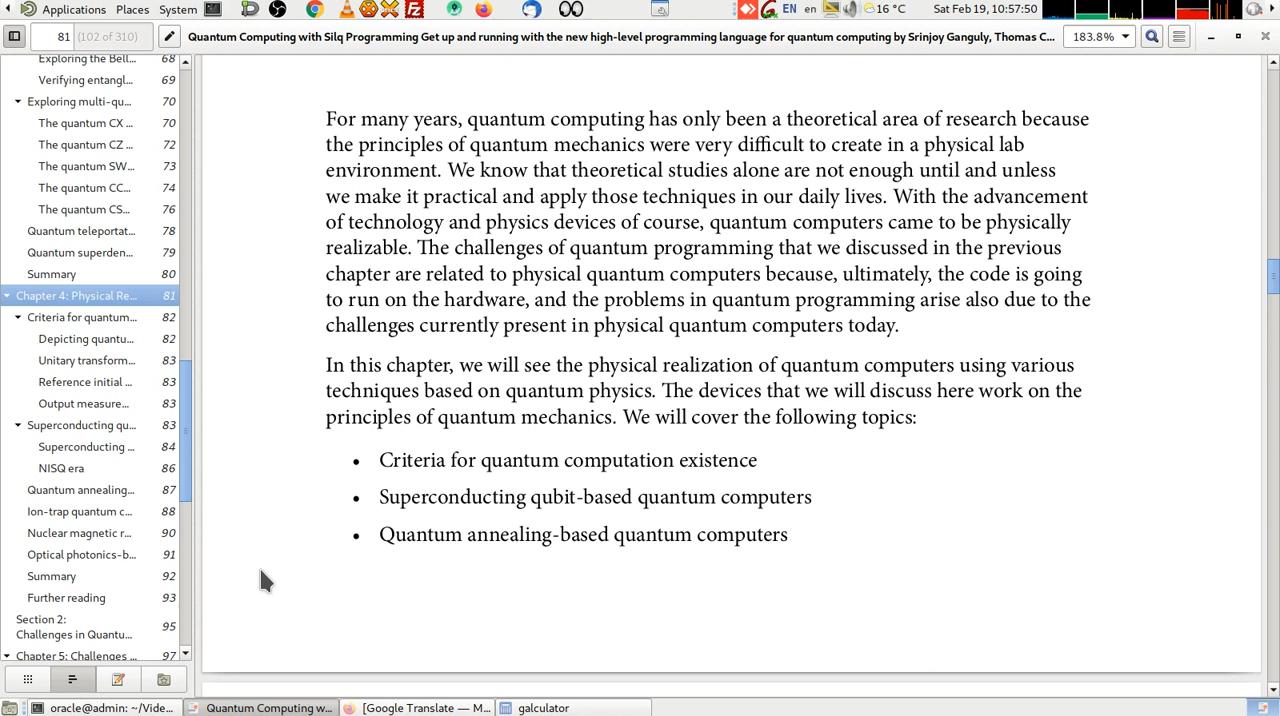 Applications Places System EN en 16 °C Sat Feb 19, 10:57:50
81 (102 of 310) Quantum Computing with Silq Programming Get up and running with the new high-level programming language for quantum computing by Srinjoy Ganguly, Thomas C... 183.8%
Exploring the Bell... 68
Verifying entangl... 69
Exploring multi-qu... 70
The quantum CX ... 70
The quantum CZ ... 72
The quantum SW... 73
The quantum CC... 74
The quantum CS... 76
Quantum teleportat... 78
Quantum superden... 79
Summary 80
Chapter 4: Physical Re... 81
Criteria for quantum... 82
Depicting quantu... 82
Unitary transform... 83
Reference initial ... 83
Output measure... 83
Superconducting qu... 83
Superconducting ... 84
NISQ era 86
Quantum annealing... 87
Ion-trap quantum c... 88
Nuclear magnetic r... 90
Optical photonics-b... 91
Summary 92
Further reading 93
Section 2:
Challenges in Quantu... 95
Chapter 5: Challenges ... 97
For many years, quantum computing has only been a theoretical area of research because
the principles of quantum mechanics were very difficult to create in a physical lab
environment. We know that theoretical studies alone are not enough until and unless
we make it practical and apply those techniques in our daily lives. With the advancement
of technology and physics devices of course, quantum computers came to be physically
realizable. The challenges of quantum programming that we discussed in the previous
chapter are related to physical quantum computers because, ultimately, the code is going
to run on the hardware, and the problems in quantum programming arise also due to the
challenges currently present in physical quantum computers today.
In this chapter, we will see the physical realization of quantum computers using various
techniques based on quantum physics. The devices that we will discuss here work on the
principles of quantum mechanics. We will cover the following topics:
• Criteria for quantum computation existence
• Superconducting qubit-based quantum computers
• Quantum annealing-based quantum computers
oracle@admin: ~/Vide... Quantum Computing w... [Google Translate — M... galculator